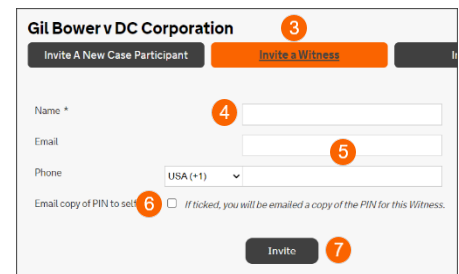 Gil Bower v DC Corporation
3
Invite A New Case Participant
Invite a Witness
Name *
4
Email
5
Phone
USA (+1)
Email copy of PIN to self
6
If ticked, you will be emailed a copy of the PIN for this Witness.
Invite
7